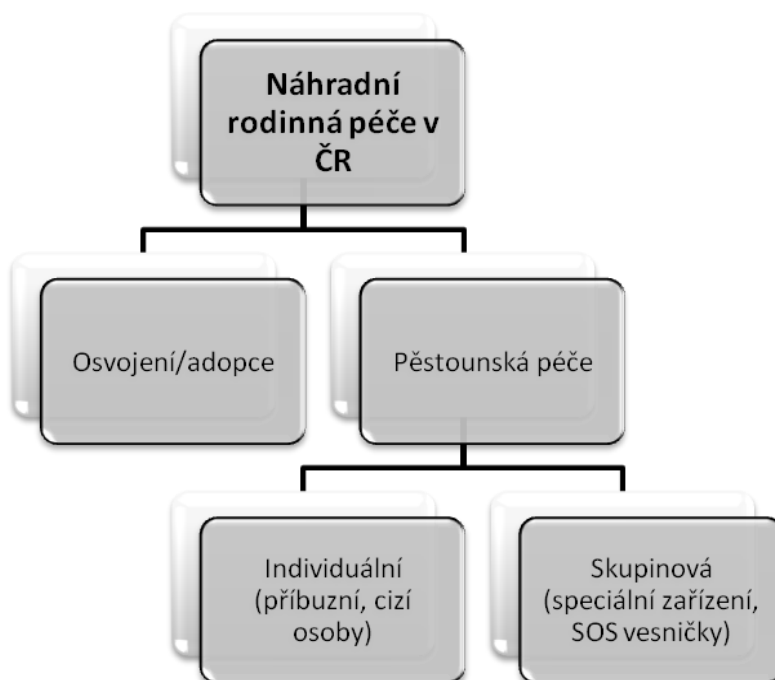 Náhradní
rodinná péče v
ČR
Osvojení/adopce
Pěstounská péče
Individuální
(příbuzní, cizí
osoby)
Skupinová
(speciální zařízení,
SOS vesničky)